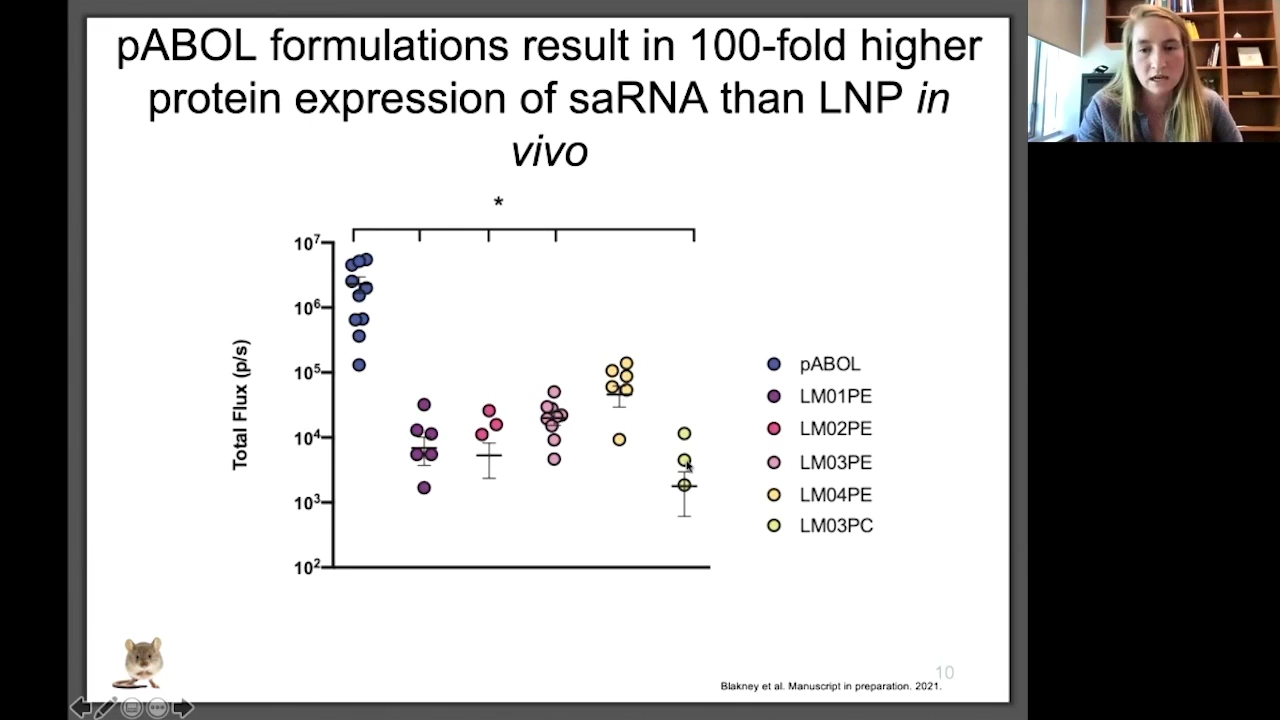 pABOL formulations result in 100-fold higher
protein expression of saRNA than LNP in
vivo
*
10⁷
10⁶
10⁵
10⁴
10³
10²
Total Flux (p/s)
pABOL
LM01PE
LM02PE
LM03PE
LM04PE
LM03PC
10
Blakney et al. Manuscript in preparation. 2021.